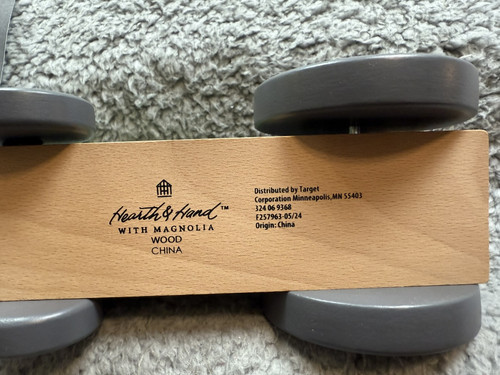 Hearth & Hand™
WITH MAGNOLIA
WOOD
CHINA
Distributed by Target
Corporation Minneapolis,MN 55403
324 06 9368
F257963-05/24
Origin: China